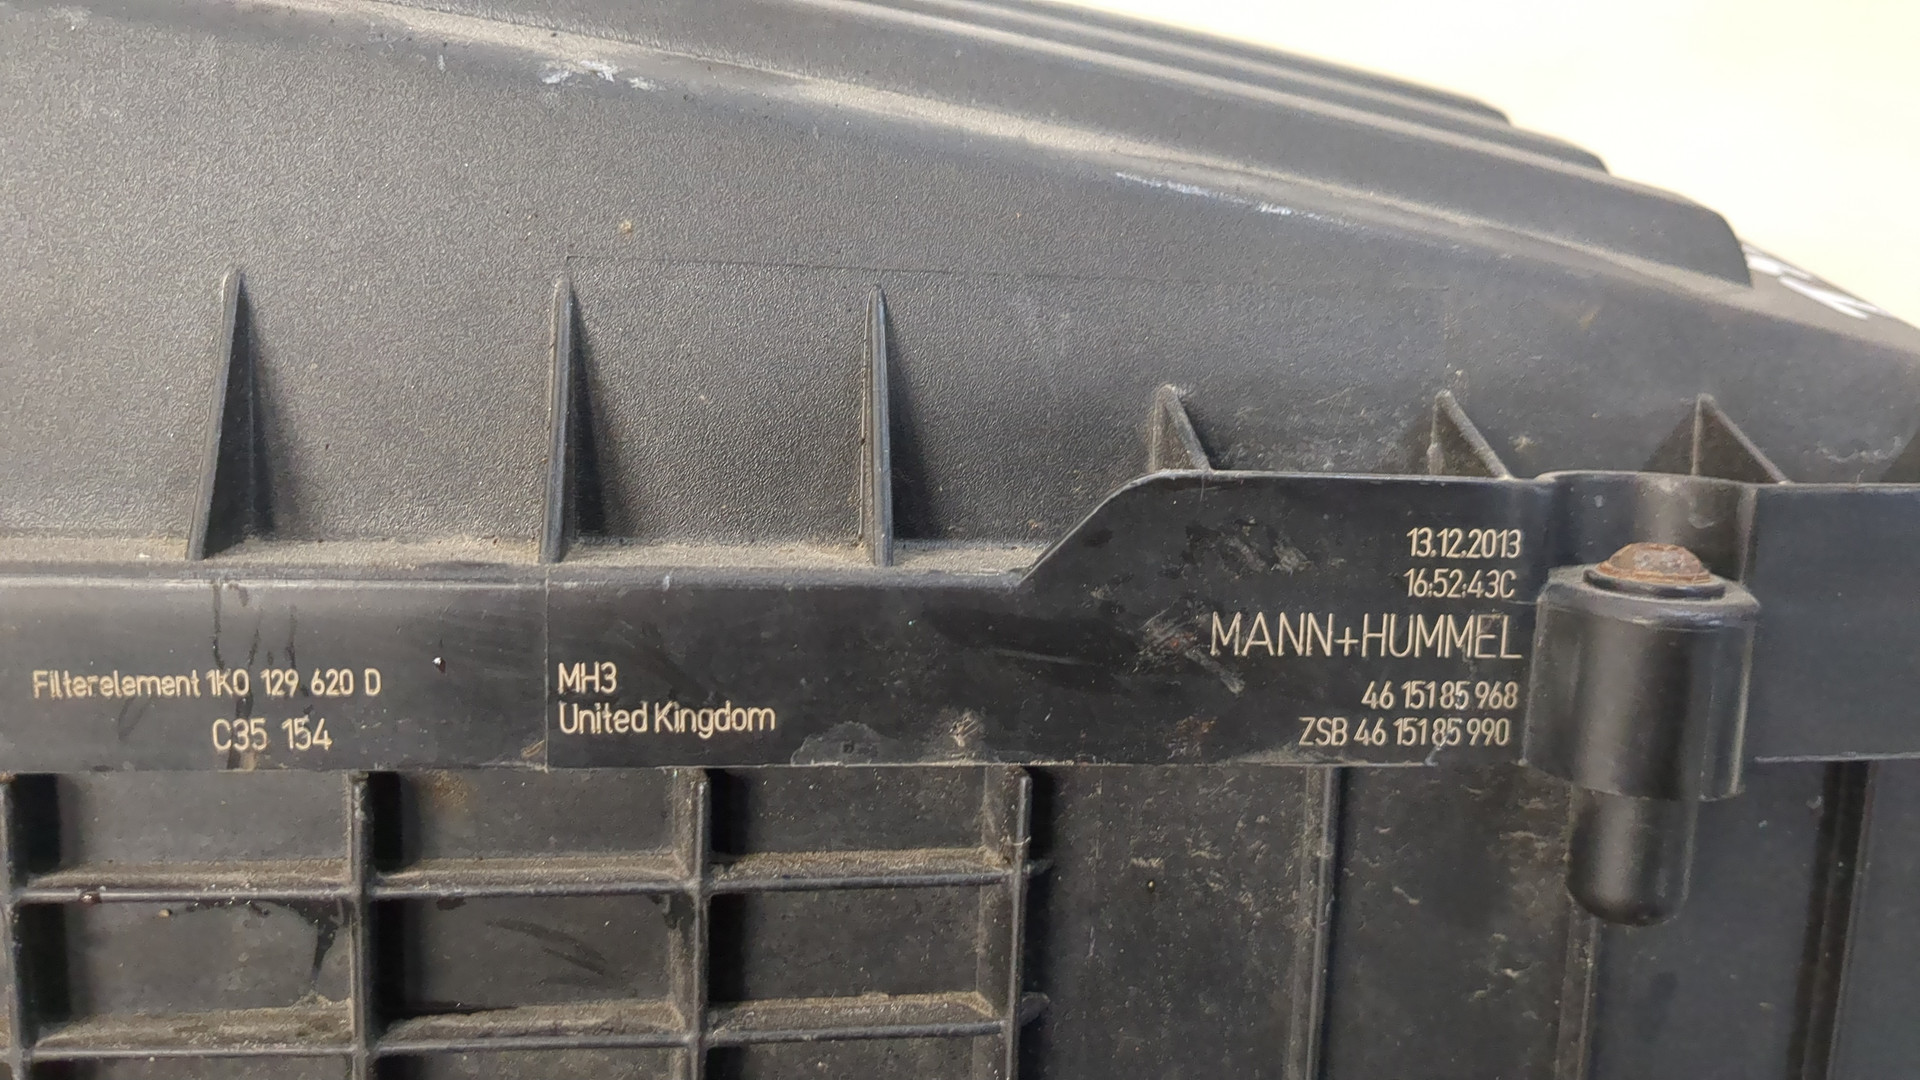 Filterelement 1K0 129 620 D
C35 154
MH3
United Kingdom
13.12.2013
16:52:43C
MANN+HUMMEL
46 151 85 968
ZSB 46 151 85 990